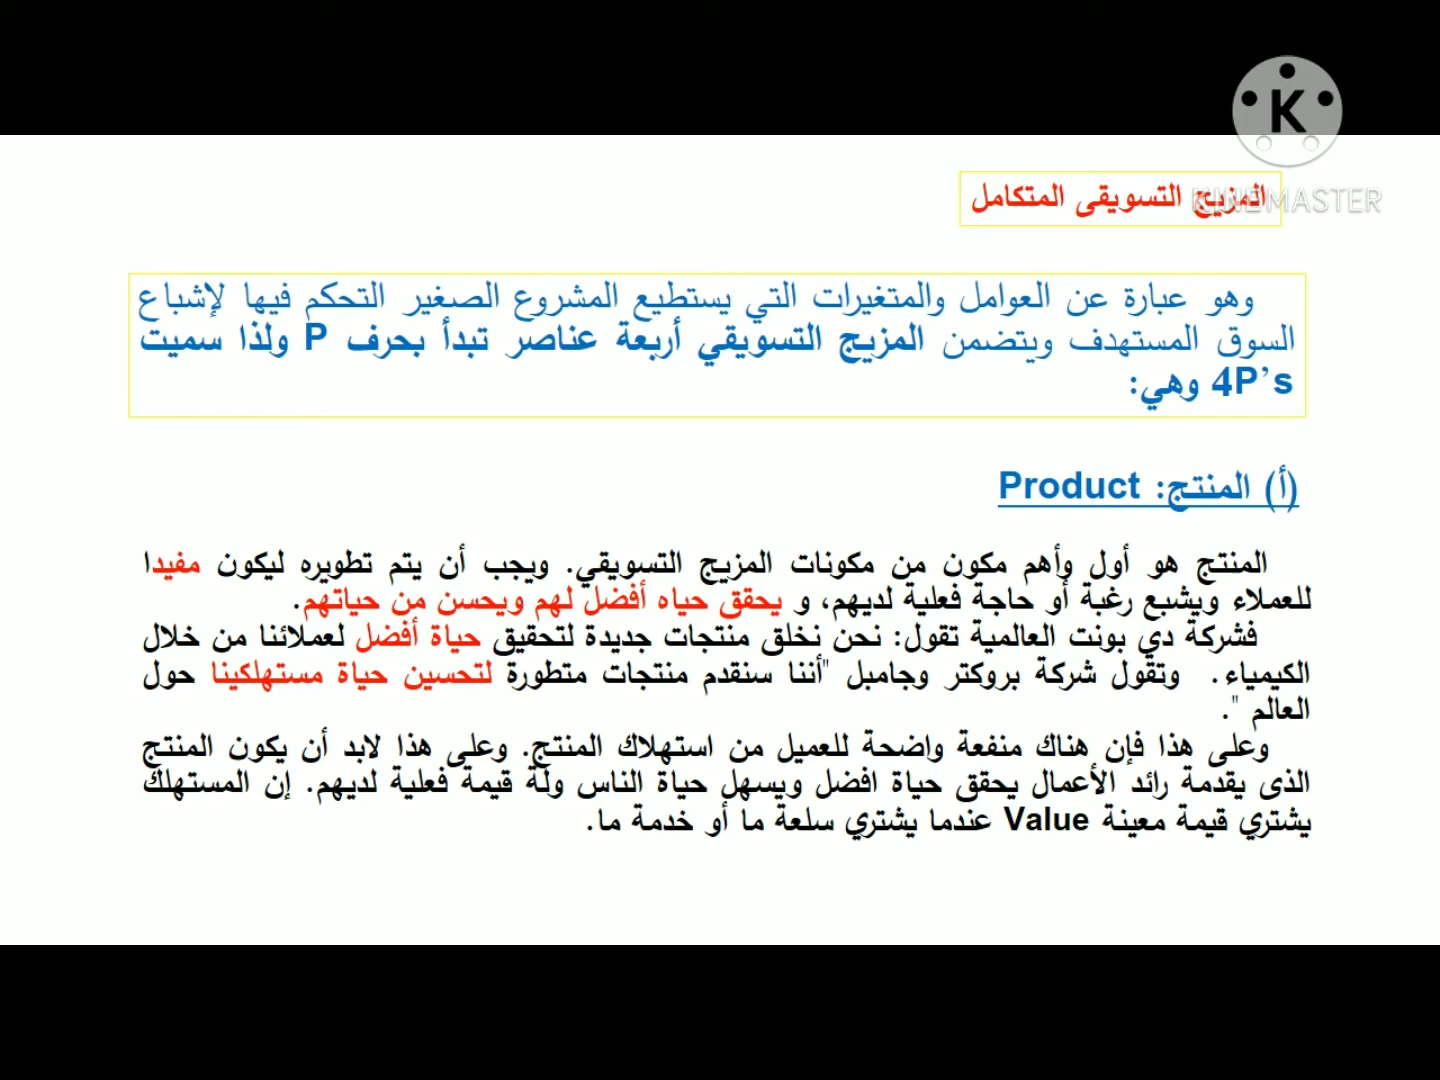 K
KINEMASTER
المزيج التسويقى المتكامل
وهو عبارة عن العوامل والمتغيرات التي يستطيع المشروع الصغير التحكم فيها لإشباع
السوق المستهدف ويتضمن المزيج التسويقي أربعة عناصر تبدأ بحرف P ولذا سميت
4P’s وهي:
(أ) المنتج: Product
المنتج هو أول وأهم مكون من مكونات المزيج التسويقي. ويجب أن يتم تطويره ليكون مفيدا
للعملاء ويشبع رغبة أو حاجة فعلية لديهم، و يحقق حياه أفضل لهم ويحسن من حياتهم.
فشركة دي بونت العالمية تقول: نحن نخلق منتجات جديدة لتحقيق حياة أفضل لعملائنا من خلال
الكيمياء. وتقول شركة بروكتر وجامبل "أننا سنقدم منتجات متطورة لتحسين حياة مستهلكينا حول
العالم ".
وعلى هذا فإن هناك منفعة واضحة للعميل من استهلاك المنتج. وعلى هذا لابد أن يكون المنتج
الذى يقدمة رائد الأعمال يحقق حياة افضل ويسهل حياة الناس ولة قيمة فعلية لديهم. إن المستهلك
يشتري قيمة معينة Value عندما يشتري سلعة ما أو خدمة ما.